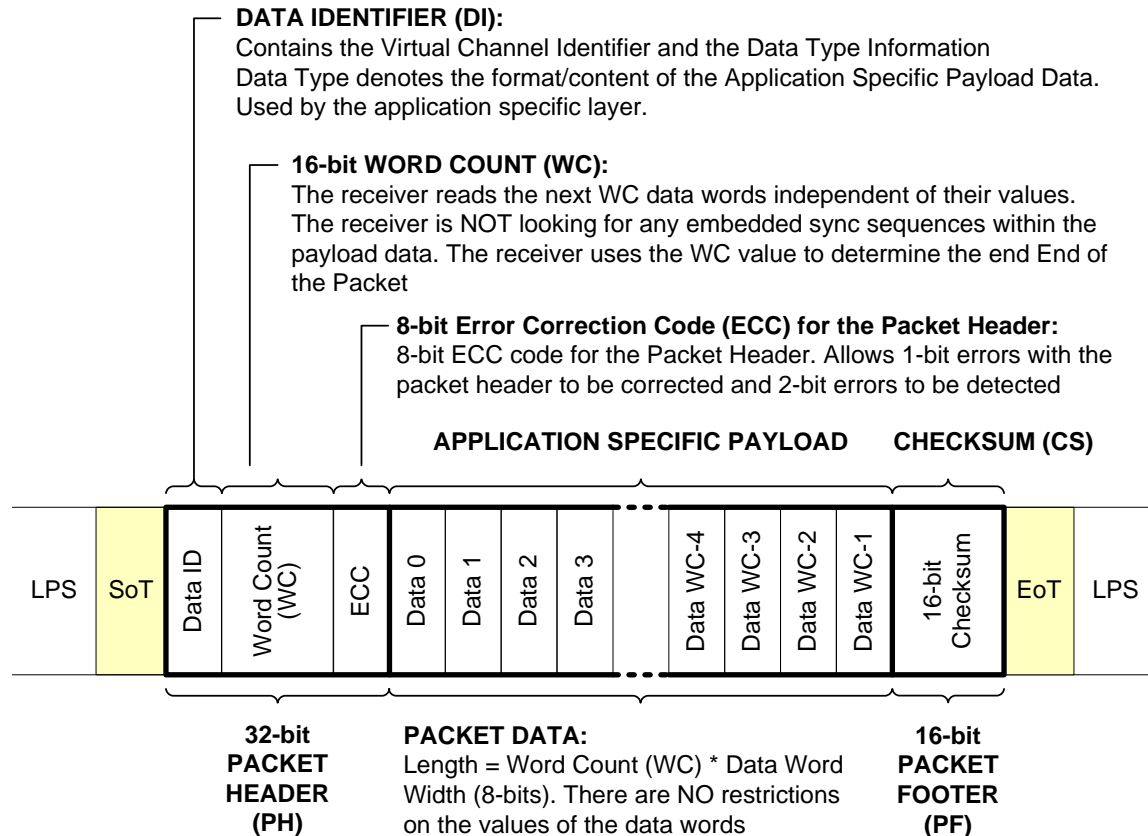 DATA IDENTIFIER (DI):
Contains the Virtual Channel Identifier and the Data Type Information
Data Type denotes the format/content of the Application Specific Payload Data.
Used by the application specific layer.
16-bit WORD COUNT (WC):
The receiver reads the next WC data words independent of their values.
The receiver is NOT looking for any embedded sync sequences within the
payload data. The receiver uses the WC value to determine the end End of
the Packet
8-bit Error Correction Code (ECC) for the Packet Header:
8-bit ECC code for the Packet Header. Allows 1-bit errors with the
packet header to be corrected and 2-bit errors to be detected
APPLICATION SPECIFIC PAYLOAD
CHECKSUM (CS)
LPS
SoT
Data ID
Word Count
(WC)
ECC
Data 0
Data 1
Data 2
Data 3
Data WC-4
Data WC-3
Data WC-2
Data WC-1
16-bit
Checksum
EoT
LPS
32-bit
PACKET
HEADER
(PH)
PACKET DATA:
Length = Word Count (WC) * Data Word
Width (8-bits). There are NO restrictions
on the values of the data words
16-bit
PACKET
FOOTER
(PF)